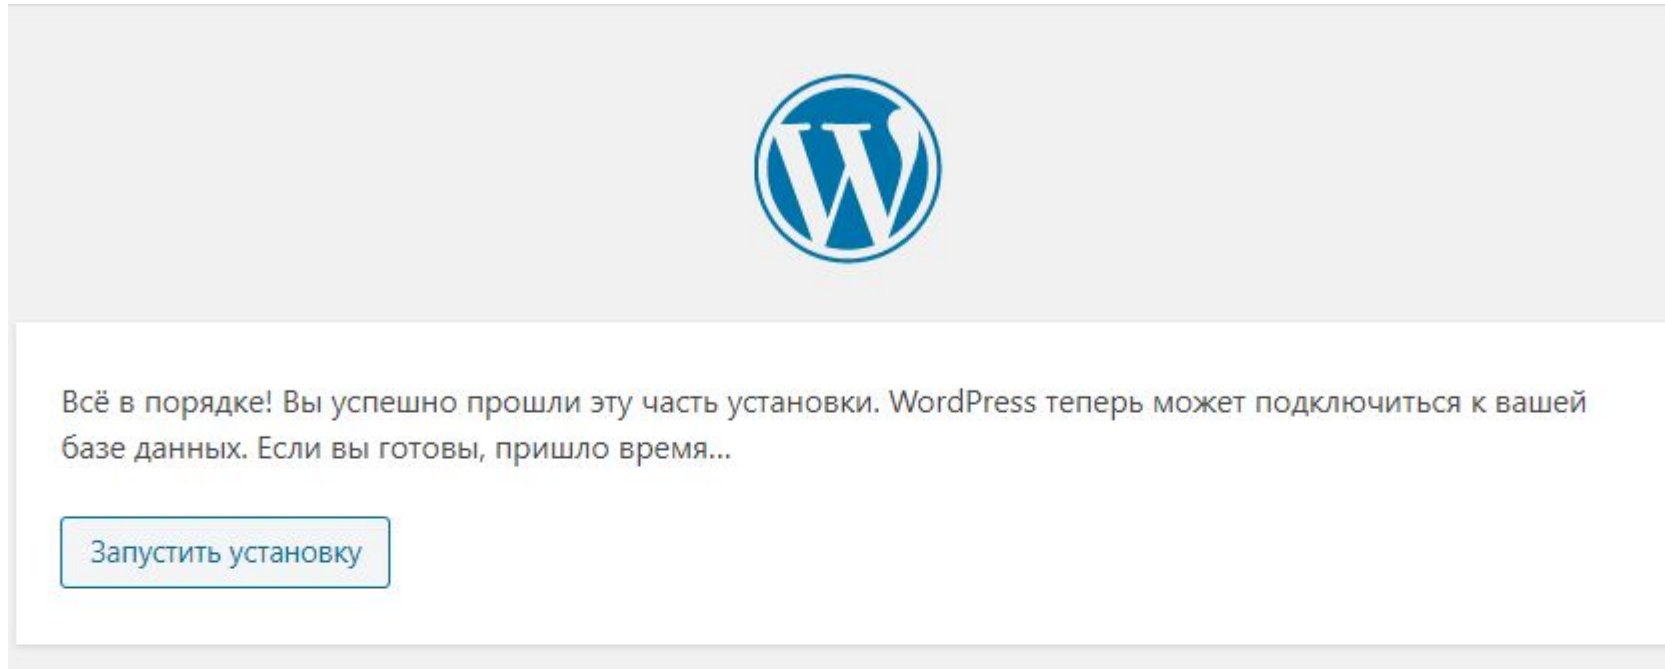 Всё в порядке! Вы успешно прошли эту часть установки. WordPress теперь может подключиться к вашей
базе данных. Если вы готовы, пришло время...
Запустить установку